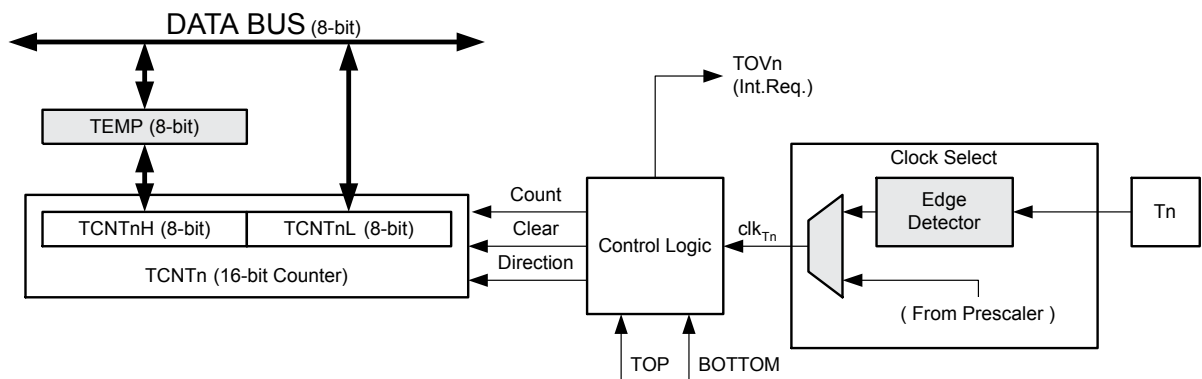 DATA BUS (8-bit)
TOVn
(Int.Req.)
TEMP (8-bit)
Clock Select
Count
Edge
Detector
Tn
TCNTnH (8-bit)
TCNTnL (8-bit)
Clear
Control Logic
clkTn
TCNTn (16-bit Counter)
Direction
( From Prescaler )
TOP
BOTTOM